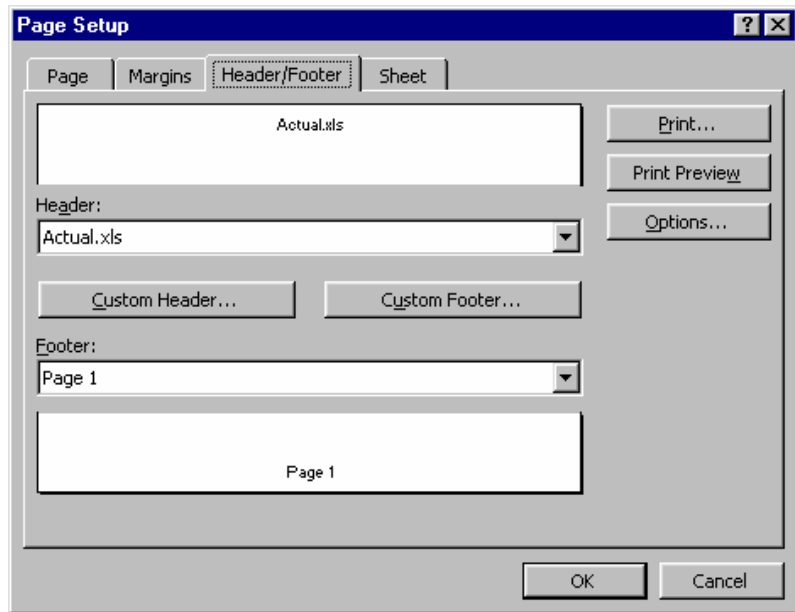 Page Setup
Page Margins Header/Footer Sheet
Actual.xls
Print...
Print Preview
Options...
Header:
Actual.xls
Custom Header... Custom Footer...
Footer:
Page 1
Page 1
OK Cancel